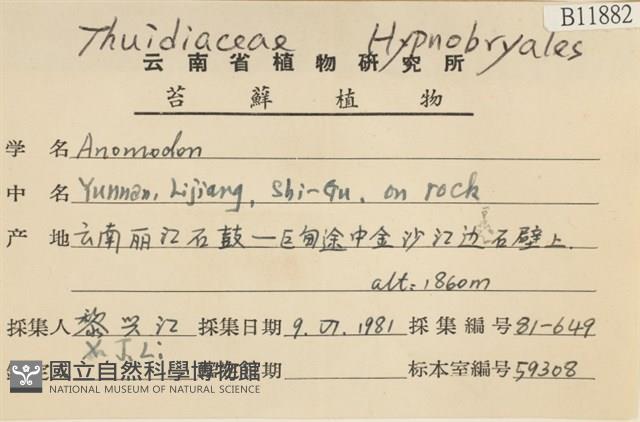 B11882
Thuidiaceae Hypnobryales
云南省植物研究所
苔蘚植物
学名 Anomodon
中名 Yunnan, Lijiang, Shi-Gu, on rock
产地 云南丽江石鼓—巨甸途中金沙江边石壁上.
alt: 1860m
採集人 黎兴江 採集日期 9. VI. 1981 採集編号 81-649
X. J. Li
期 标本室編号 59308
國立自然科學博物館
NATIONAL MUSEUM OF NATURAL SCIENCE